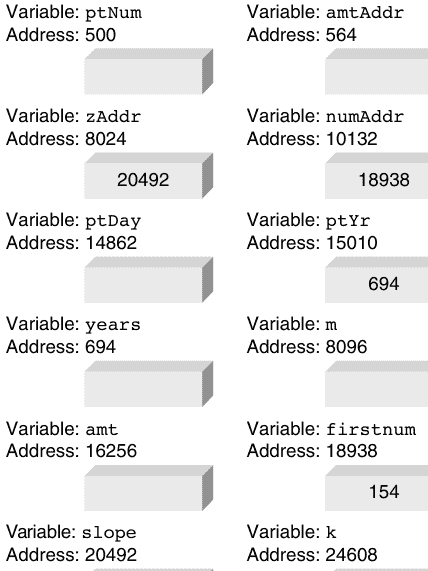 Variable: ptNum
Address: 500
Variable: amtAddr
Address: 564
Variable: zAddr
Address: 8024
20492
Variable: numAddr
Address: 10132
18938
Variable: ptDay
Address: 14862
Variable: ptYr
Address: 15010
694
Variable: years
Address: 694
Variable: m
Address: 8096
Variable: amt
Address: 16256
Variable: firstnum
Address: 18938
154
Variable: slope
Address: 20492
Variable: k
Address: 24608